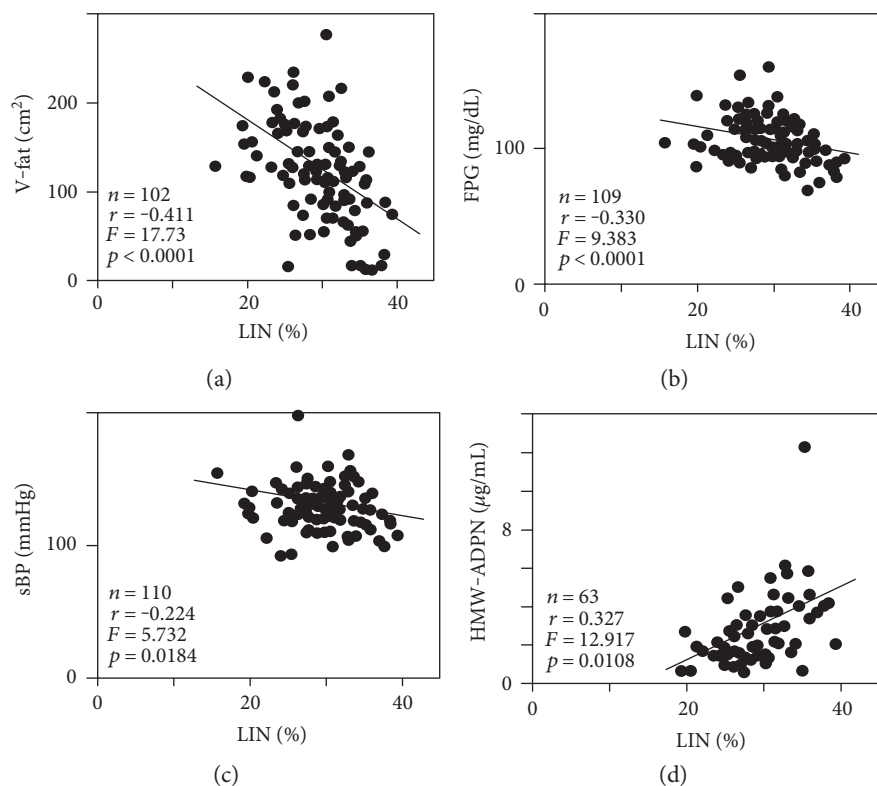 V-fat (cm²)
200
100
0
n = 102
r = −0.411
F = 17.73
p < 0.0001
0 20 40
LIN (%)
(a)
FPG (mg/dL)
100
0
n = 109
r = −0.330
F = 9.383
p < 0.0001
0 20 40
LIN (%)
(b)
sBP (mmHg)
100
0
n = 110
r = −0.224
F = 5.732
p = 0.0184
0 20 40
LIN (%)
(c)
HMW-ADPN (μg/mL)
8
0
n = 63
r = 0.327
F = 12.917
p = 0.0108
0 20 40
LIN (%)
(d)